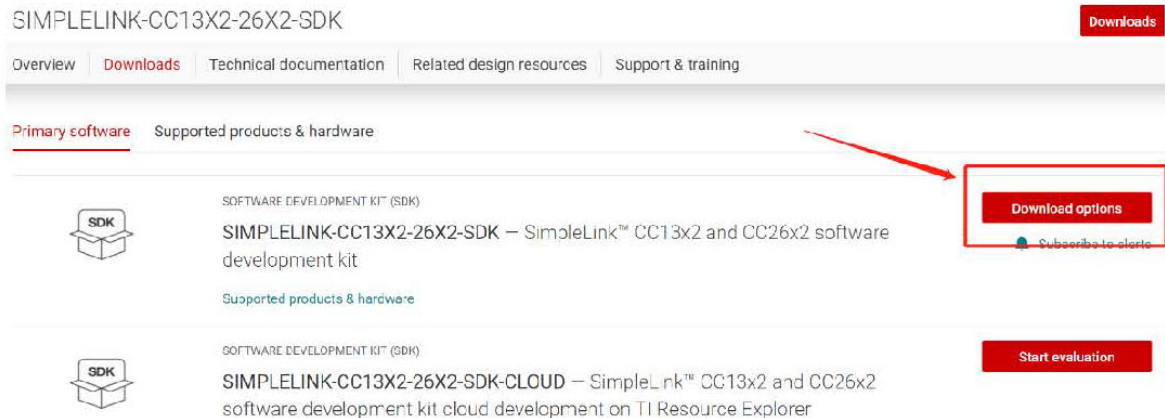 SIMPLELINK-CC13X2-26X2-SDK
Downloads
Overview Downloads Technical documentation Related design resources Support & training
Primary software Supported products & hardware
SDK
SOFTWARE DEVELOPMENT KIT (SDK)
SIMPLELINK-CC13X2-26X2-SDK — SimpleLink™ CC13x2 and CC26x2 software
development kit
Supported products & hardware
Download options
Subscribe to alerts
SDK
SOFTWARE DEVELOPMENT KIT (SDK)
SIMPLELINK-CC13X2-26X2-SDK-CLOUD — SimpleLink™ CC13x2 and CC26x2
software development kit cloud development on TI Resource Explorer
Start evaluation